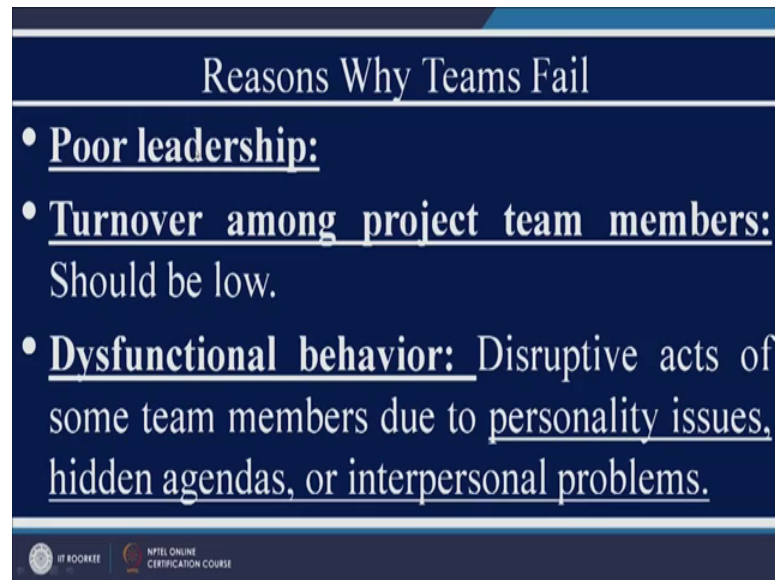 Reasons Why Teams Fail
• Poor leadership:
• Turnover among project team members:
Should be low.
• Dysfunctional behavior: Disruptive acts of
some team members due to personality issues,
hidden agendas, or interpersonal problems.
IIT ROORKEE
NPTEL ONLINE
CERTIFICATION COURSE